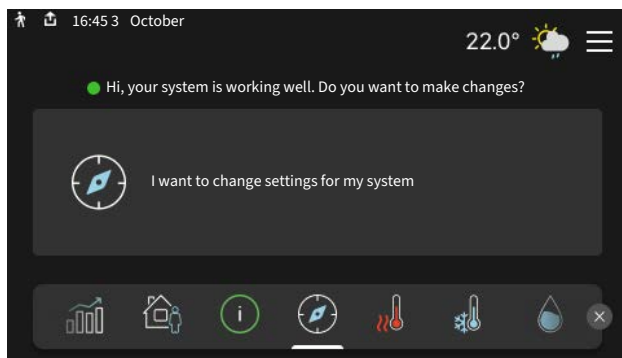 16:45 3 October
22.0°
Hi, your system is working well. Do you want to make changes?
I want to change settings for my system
i